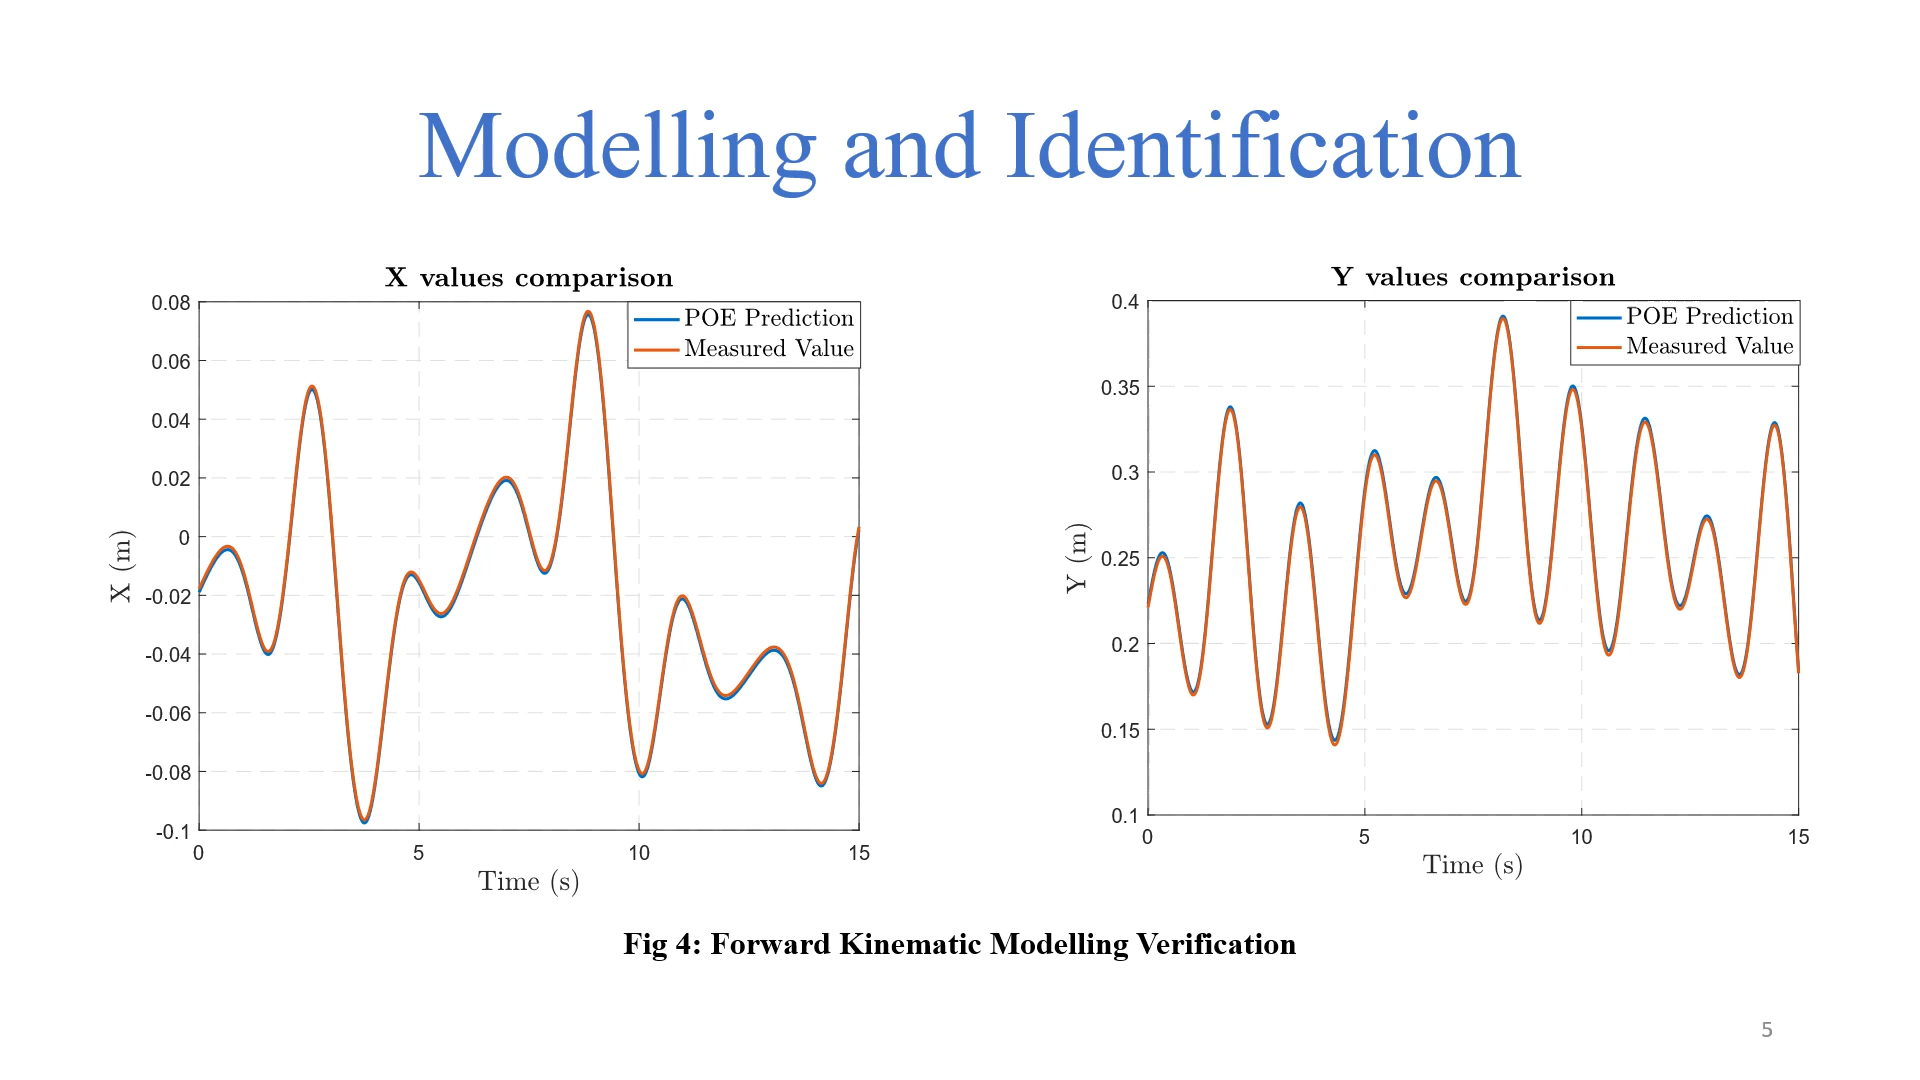 Modelling and Identification
X values comparison
POE Prediction
Measured Value
0.08
0.06
0.04
0.02
0
-0.02
-0.04
-0.06
-0.08
-0.1
X (m)
0 5 10 15
Time (s)
Y values comparison
POE Prediction
Measured Value
0.4
0.35
0.3
0.25
0.2
0.15
0.1
Y (m)
0 5 10 15
Time (s)
Fig 4: Forward Kinematic Modelling Verification
5